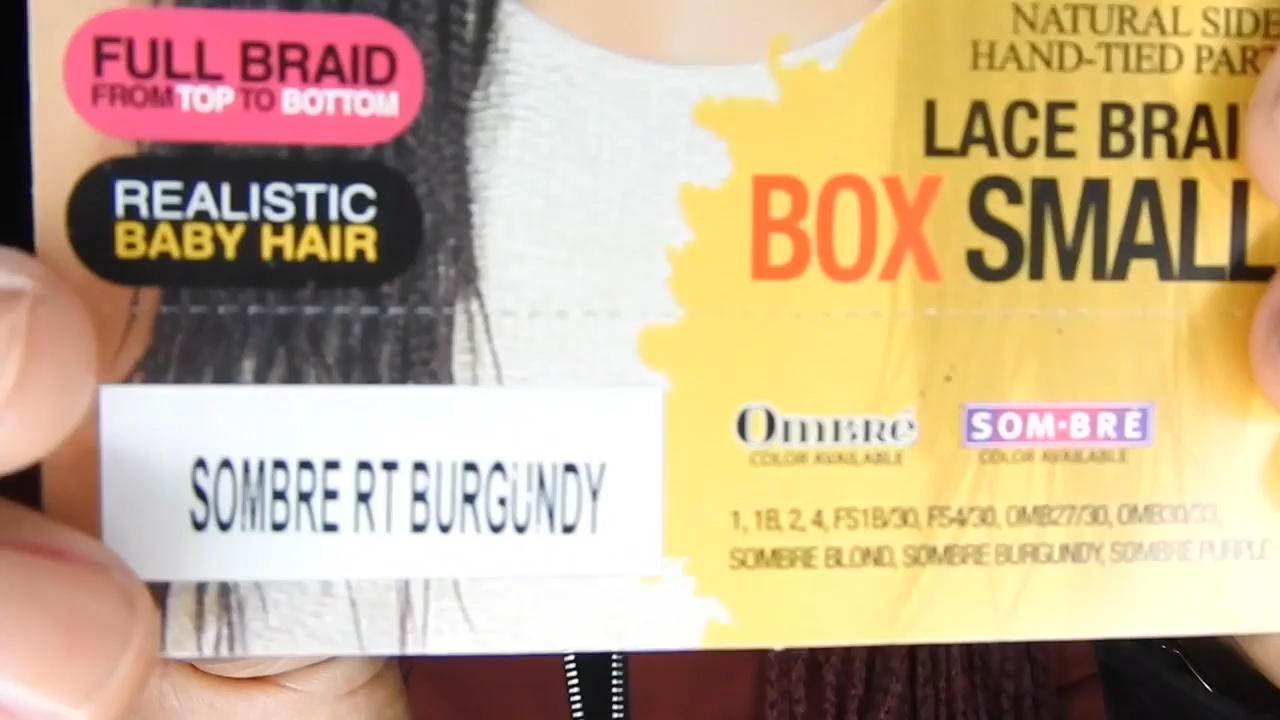 FULL BRAID
FROM TOP TO BOTTOM
REALISTIC
BABY HAIR
NATURAL SIDE
HAND-TIED PART
LACE BRAI
BOX SMALL
SOMBRE RT BURGUNDY
OMBRé
COLOR AVAILABLE
SOM•BRÉ
COLOR AVAILABLE
1, 1B, 2, 4, FS1B/30, FS4/30, OMB27/30, OMB30/33,
SOMBRE BLOND, SOMBRE BURGUNDY, SOMBRE PURPLE